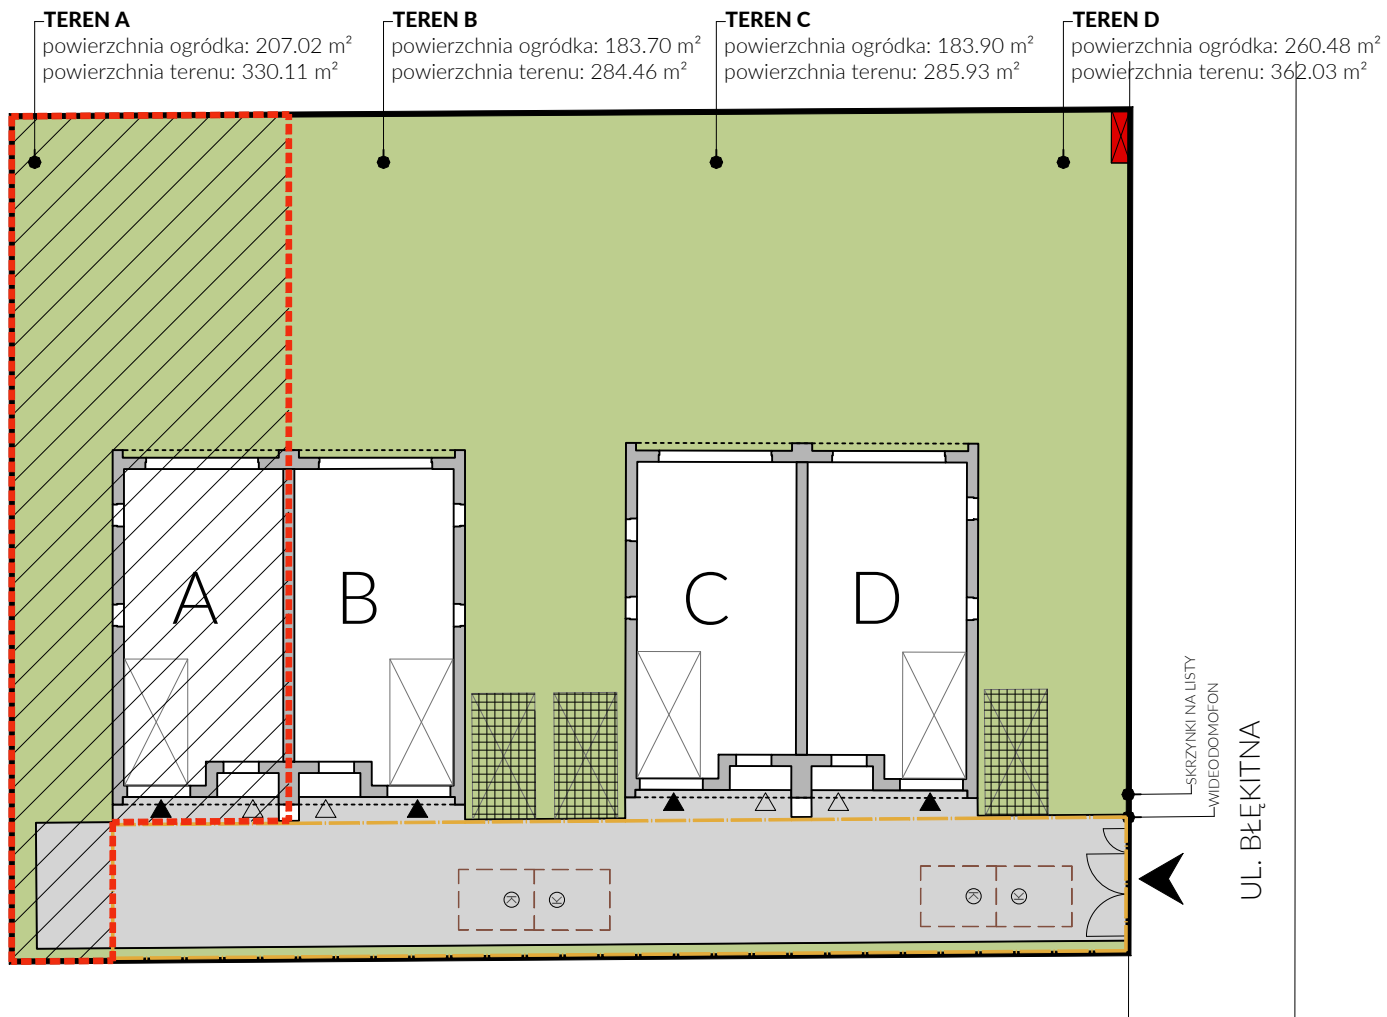 TEREN A
powierzchnia ogródka: 207.02 m²
powierzchnia terenu: 330.11 m²
TEREN B
powierzchnia ogródka: 183.70 m²
powierzchnia terenu: 284.46 m²
TEREN C
powierzchnia ogródka: 183.90 m²
powierzchnia terenu: 285.93 m²
TEREN D
powierzchnia ogródka: 260.48 m²
powierzchnia terenu: 362.03 m²
A
B
C
D
SKRZYNKI NA LISTY
WIDEODOMOFON
UL. BŁĘKITNA
K
K
K
K